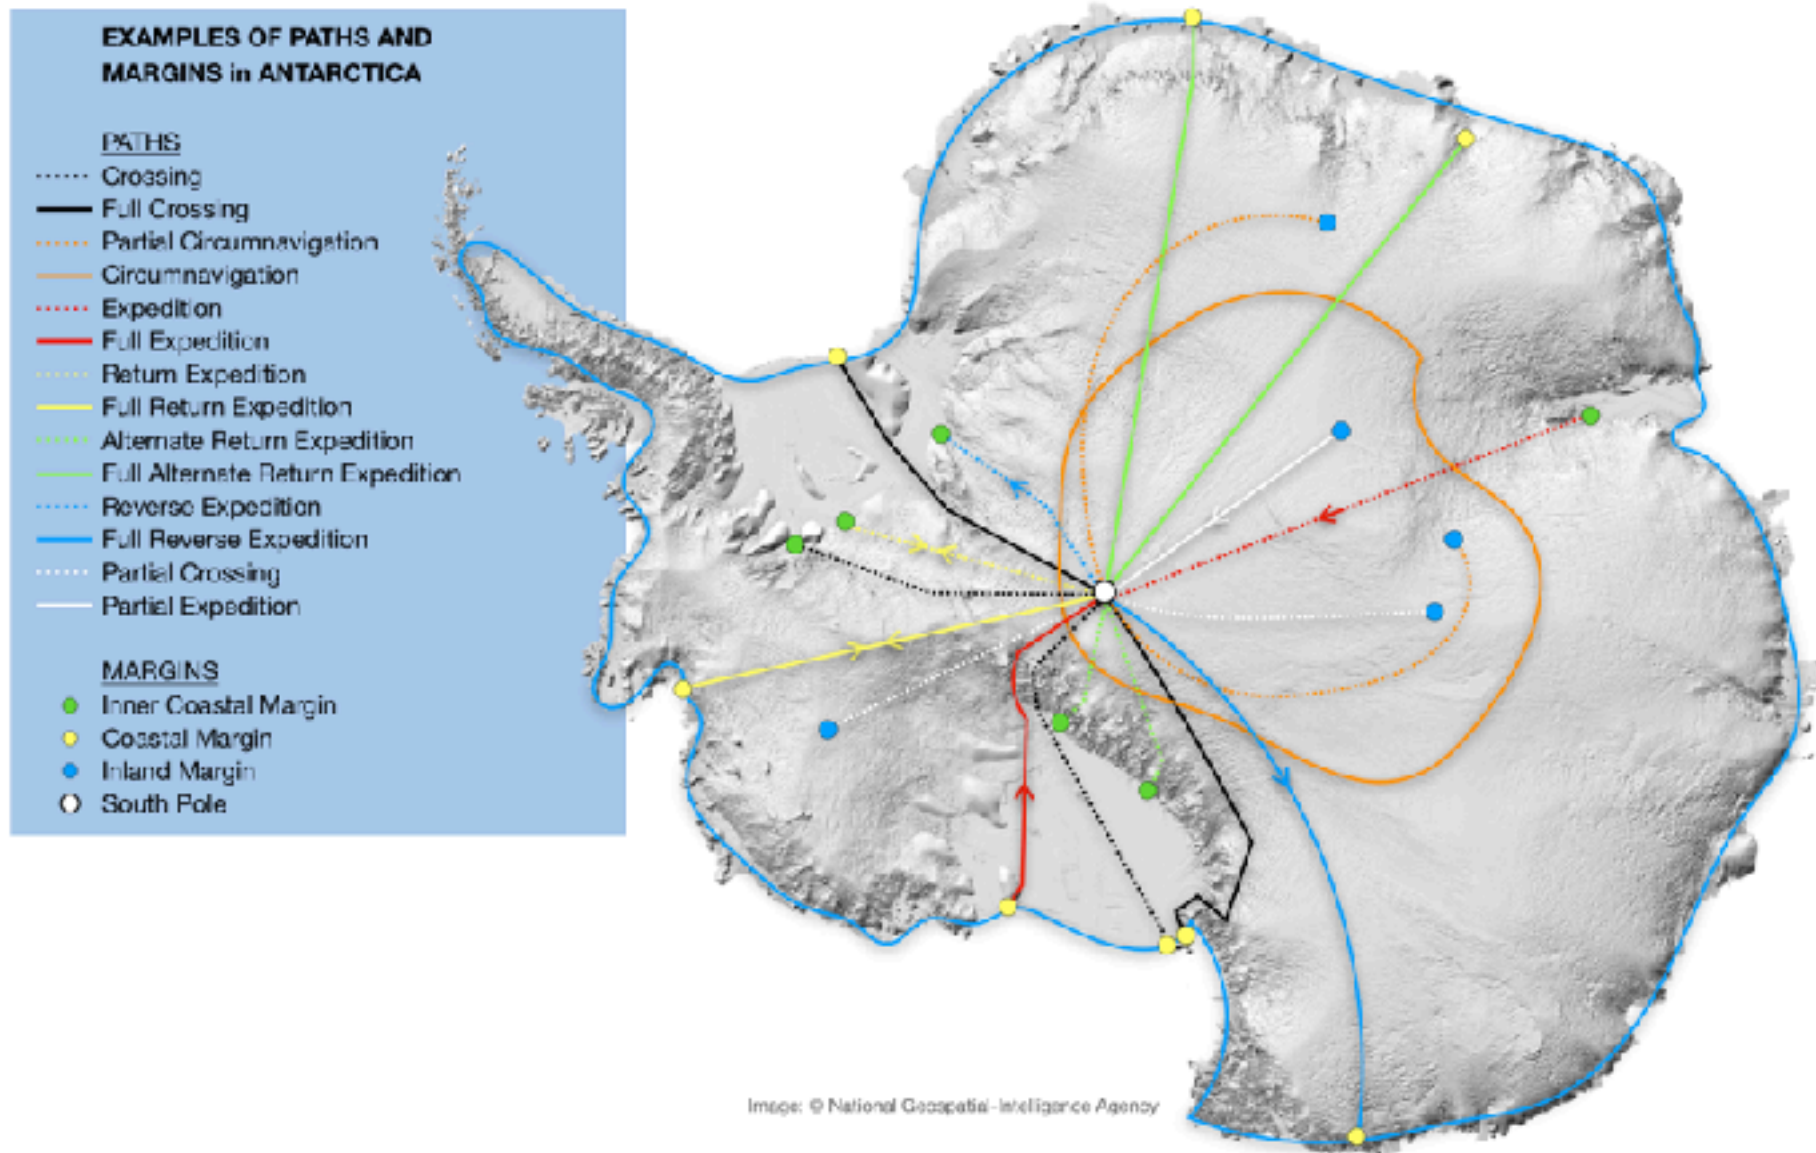 EXAMPLES OF PATHS AND
MARGINS in ANTARCTICA
PATHS
Crossing
Full Crossing
Partial Circumnavigation
Circumnavigation
Expedition
Full Expedition
Return Expedition
Full Return Expedition
Alternate Return Expedition
Full Alternate Return Expedition
Reverse Expedition
Full Reverse Expedition
Partial Crossing
Partial Expedition
MARGINS
Inner Coastal Margin
Coastal Margin
Inland Margin
South Pole
Image: © National Geospatial-Intelligence Agency